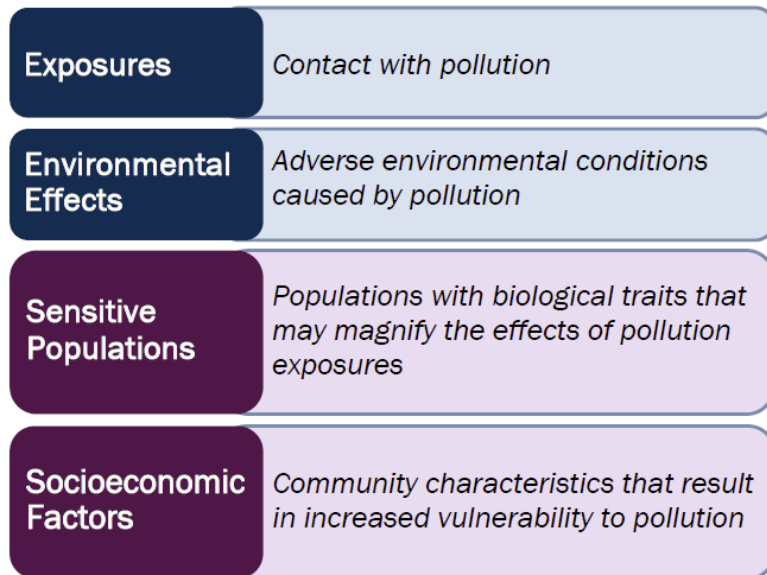 Exposures
Contact with pollution
Environmental
Effects
Adverse environmental conditions
caused by pollution
Sensitive
Populations
Populations with biological traits that
may magnify the effects of pollution
exposures
Socioeconomic
Factors
Community characteristics that result
in increased vulnerability to pollution